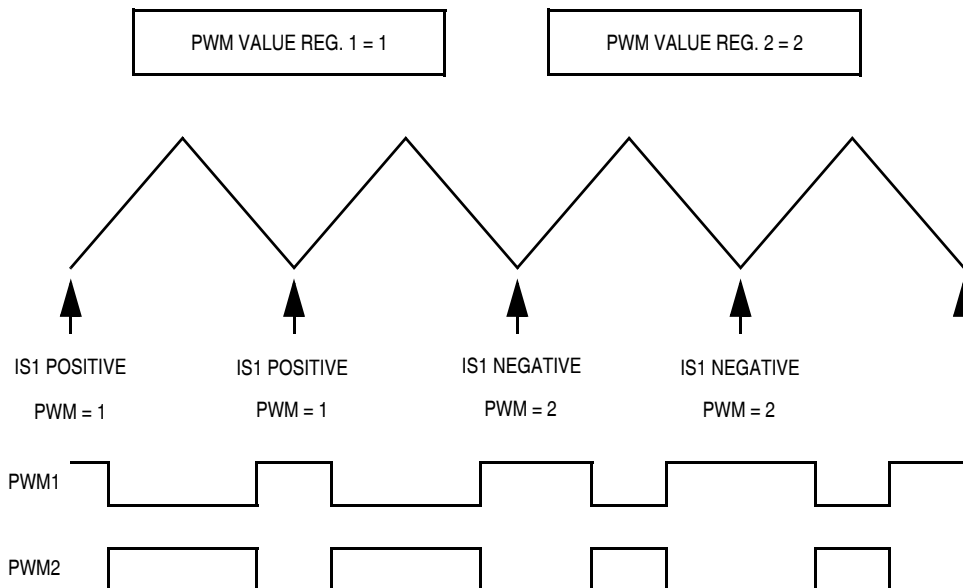 PWM VALUE REG. 1 = 1
PWM VALUE REG. 2 = 2
IS1 POSITIVE
IS1 POSITIVE
IS1 NEGATIVE
IS1 NEGATIVE
PWM = 1
PWM = 1
PWM = 2
PWM = 2
PWM1
PWM2